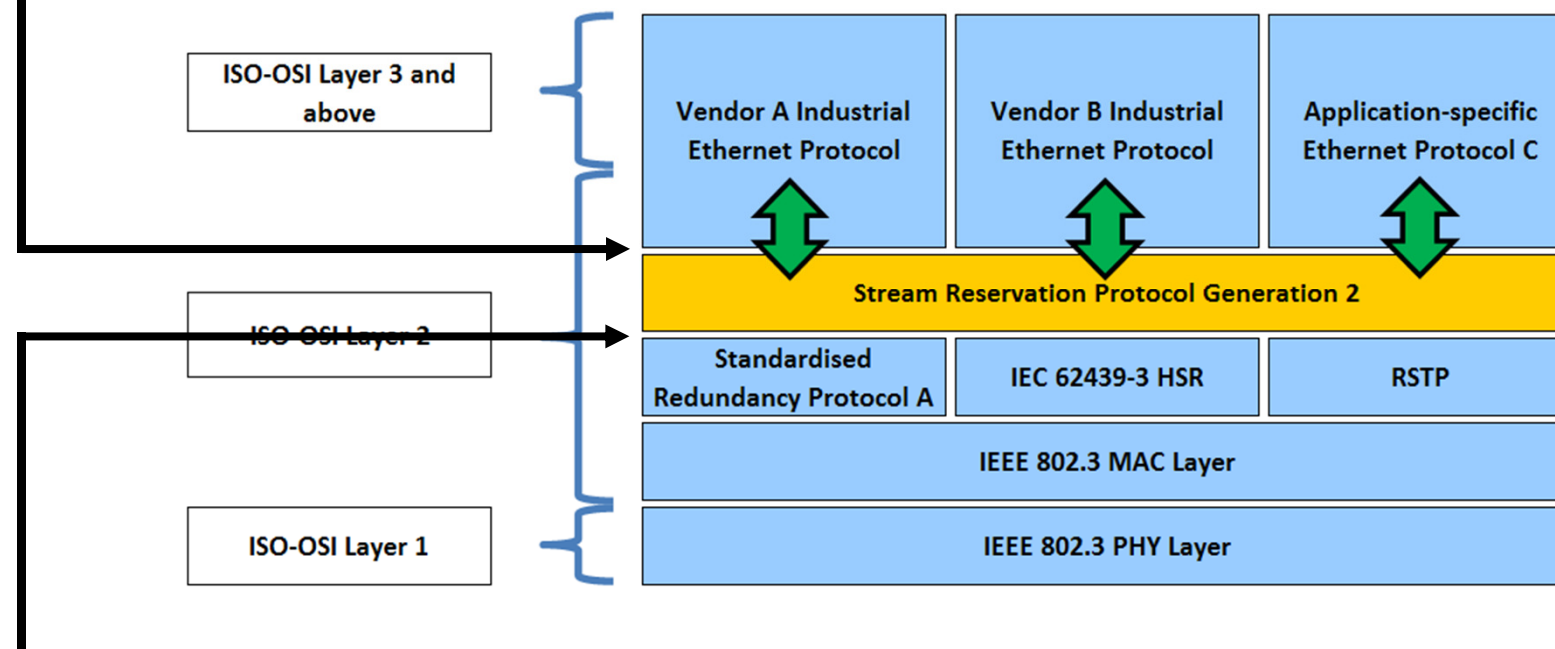 ISO-OSI Layer 3 and
above
Vendor A Industrial
Ethernet Protocol
Vendor B Industrial
Ethernet Protocol
Application-specific
Ethernet Protocol C
Stream Reservation Protocol Generation 2
ISO-OSI Layer 2
Standardised
Redundancy Protocol A
IEC 62439-3 HSR
RSTP
IEEE 802.3 MAC Layer
ISO-OSI Layer 1
IEEE 802.3 PHY Layer